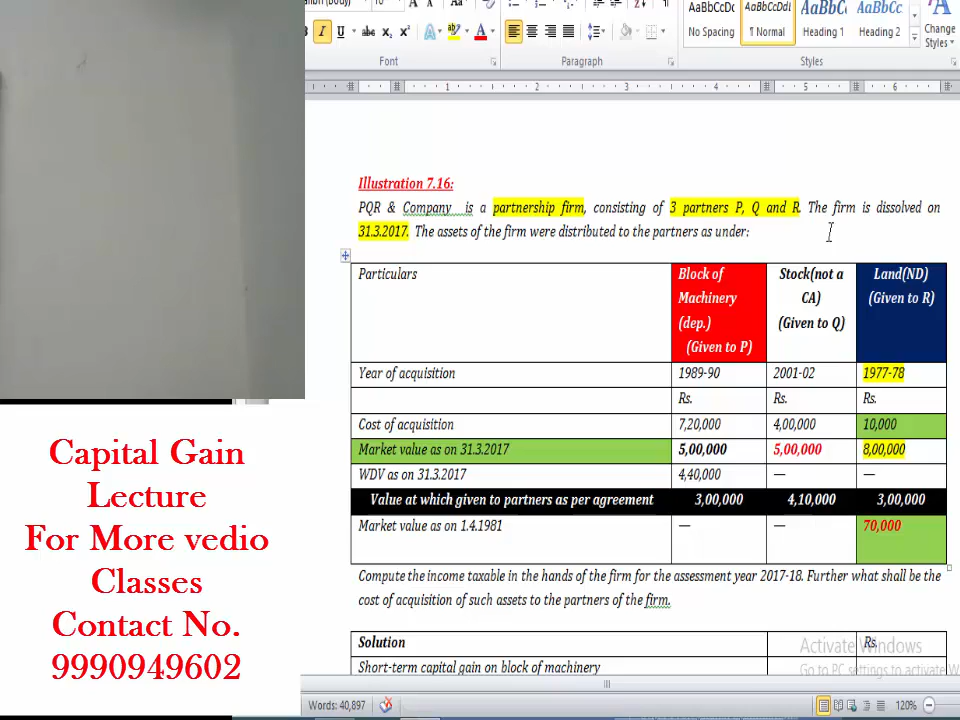 Font
Paragraph
Styles
AaBbCcDc
AaBbCcDc
AaBbC
AaBbCc
No Spacing
¶ Normal
Heading 1
Heading 2
Change
Styles
Illustration 7.16:
PQR & Company is a partnership firm, consisting of 3 partners P, Q and R. The firm is dissolved on
31.3.2017. The assets of the firm were distributed to the partners as under:
Particulars
Block of Machinery (dep.) (Given to P)
Stock(not a CA) (Given to Q)
Land(ND) (Given to R)
Year of acquisition 1989-90 2001-02 1977-78
Rs. Rs. Rs.
Cost of acquisition 7,20,000 4,00,000 10,000
Market value as on 31.3.2017 5,00,000 5,00,000 8,00,000
WDV as on 31.3.2017 4,40,000 — —
Value at which given to partners as per agreement 3,00,000 4,10,000 3,00,000
Market value as on 1.4.1981 — — 70,000
Compute the income taxable in the hands of the firm for the assessment year 2017-18. Further what shall be the
cost of acquisition of such assets to the partners of the firm.
Solution Rs.
Short-term capital gain on block of machinery
Activate Windows
Go to PC settings to activate W
Words: 40,897
120%
Capital Gain
Lecture
For More vedio
Classes
Contact No.
9990949602